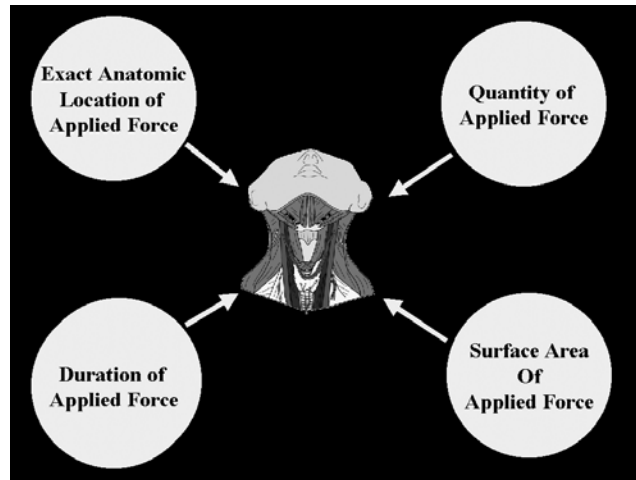 Exact Anatomic
Location of
Applied Force
Quantity of
Applied Force
Duration of
Applied Force
Surface Area
Of
Applied Force